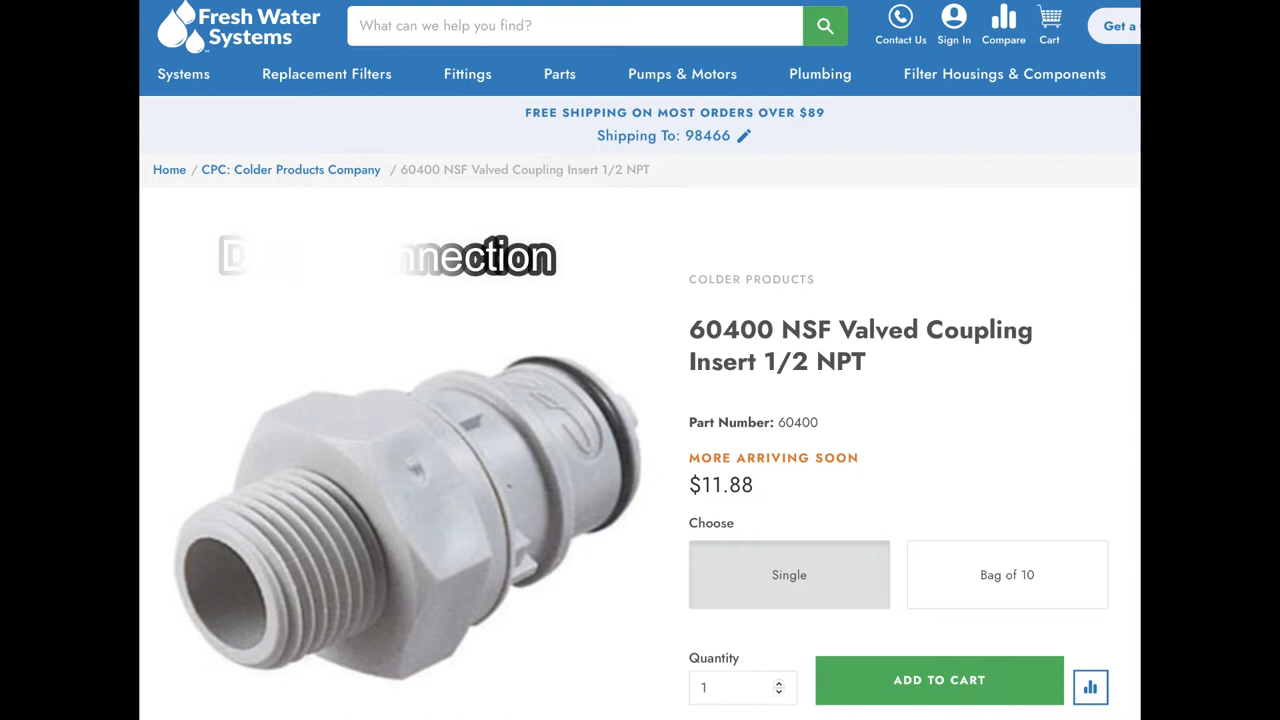 Fresh Water
Systems
What can we help you find?
Contact Us
Sign In
Compare
Cart
Get a
Systems
Replacement Filters
Fittings
Parts
Pumps & Motors
Plumbing
Filter Housings & Components
FREE SHIPPING ON MOST ORDERS OVER $89
Shipping To: 98466
Home / CPC: Colder Products Company / 60400 NSF Valved Coupling Insert 1/2 NPT
COLDER PRODUCTS
60400 NSF Valved Coupling
Insert 1/2 NPT
Part Number: 60400
MORE ARRIVING SOON
$11.88
Choose
Single
Bag of 10
Quantity
1
ADD TO CART